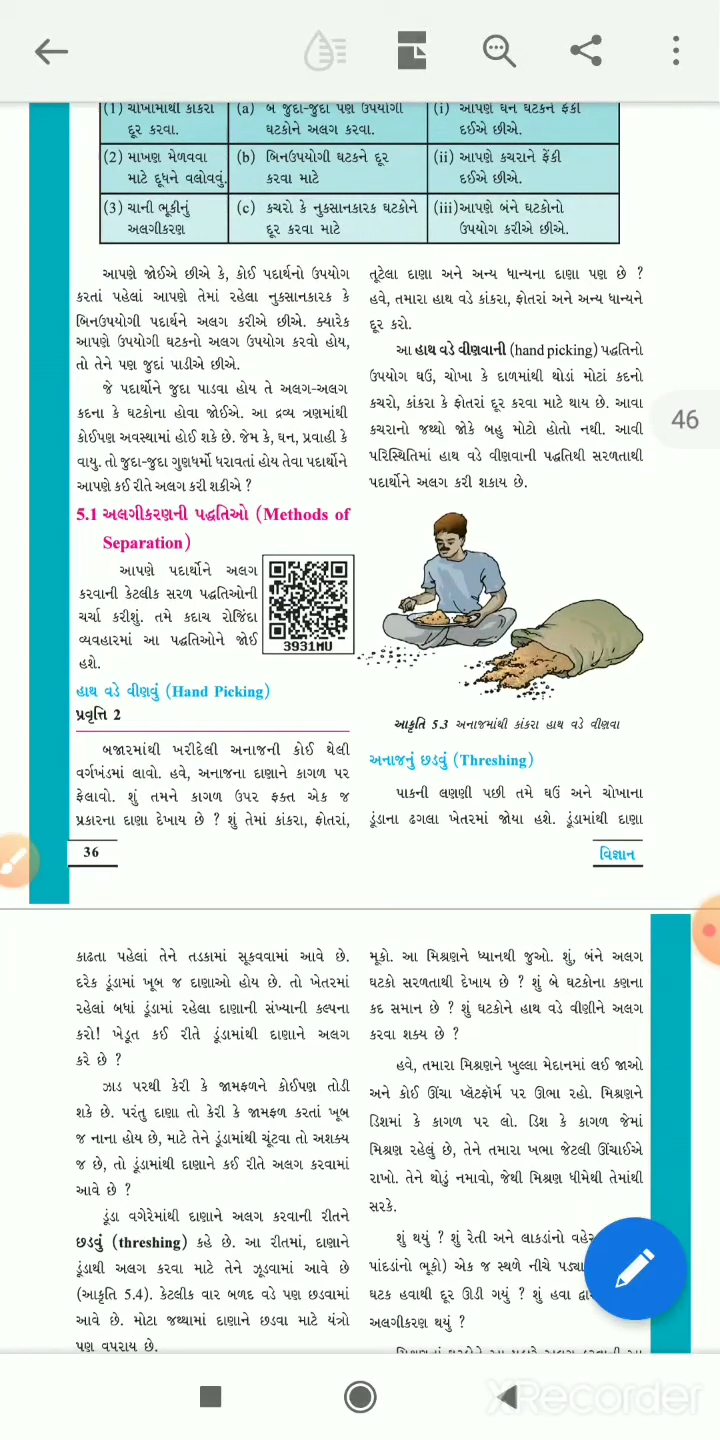 (1) ચોખામાંથી કાંકરા
દૂર કરવા.
(a) બે જુદા-જુદા પણ ઉપયોગી
ઘટકોને અલગ કરવા.
(i) આપણે ઘન ઘટકને ફેંકી
દઈએ છીએ.
(2) માખણ મેળવવા
માટે દૂધને વલોવવું.
(b) બિનઉપયોગી ઘટકને દૂર
કરવા માટે
(ii) આપણે કચરાને ફેંકી
દઈએ છીએ.
(3) ચાની ભૂકીનું
અલગીકરણ
(c) કચરો કે નુકસાનકારક ઘટકોને
દૂર કરવા માટે
(iii) આપણે બંને ઘટકોનો
ઉપયોગ કરીએ છીએ.
આપણે જોઈએ છીએ કે, કોઈ પદાર્થનો ઉપયોગ
કરતાં પહેલાં આપણે તેમાં રહેલા નુકસાનકારક કે
બિનઉપયોગી પદાર્થને અલગ કરીએ છીએ. ક્યારેક
આપણે ઉપયોગી ઘટકનો અલગ ઉપયોગ કરવો હોય,
તો તેને પણ જુદાં પાડીએ છીએ.
જે પદાર્થોને જુદા પાડવા હોય તે અલગ-અલગ
કદના કે ઘટકોના હોવા જોઈએ. આ દ્રવ્ય ત્રણમાંથી
કોઈપણ અવસ્થામાં હોઈ શકે છે. જેમ કે, ઘન, પ્રવાહી કે
વાયુ. તો જુદા-જુદા ગુણધર્મો ધરાવતાં હોય તેવા પદાર્થોને
આપણે કઈ રીતે અલગ કરી શકીએ ?
5.1 અલગીકરણની પદ્ધતિઓ (Methods of
Separation)
આપણે પદાર્થોને અલગ
કરવાની કેટલીક સરળ પદ્ધતિઓની
ચર્ચા કરીશું. તમે કદાચ રોજિંદા
વ્યવહારમાં આ પદ્ધતિઓને જોઈ
હશે.
3931MU
હાથ વડે વીણવું (Hand Picking)
પ્રવૃત્તિ 2
બજારમાંથી ખરીદેલી અનાજની કોઈ થેલી
વર્ગખંડમાં લાવો. હવે, અનાજના દાણાને કાગળ પર
ફેલાવો. શું તમને કાગળ ઉપર ફક્ત એક જ
પ્રકારના દાણા દેખાય છે ? શું તેમાં કાંકરા, ફોતરાં,
તૂટેલા દાણા અને અન્ય ધાન્યના દાણા પણ છે ?
હવે, તમારા હાથ વડે કાંકરા, ફોતરાં અને અન્ય ધાન્યને
દૂર કરો.
આ હાથ વડે વીણવાની (hand picking) પદ્ધતિનો
ઉપયોગ ઘઉં, ચોખા કે દાળમાંથી થોડાં મોટાં કદનો
કચરો, કાંકરા કે ફોતરાં દૂર કરવા માટે થાય છે. આવા
કચરાનો જથ્થો જોકે બહુ મોટો હોતો નથી. આવી
પરિસ્થિતિમાં હાથ વડે વીણવાની પદ્ધતિથી સરળતાથી
પદાર્થોને અલગ કરી શકાય છે.
46
આકૃતિ 5.3 અનાજમાંથી કાંકરા હાથ વડે વીણવા
અનાજનું છડવું (Threshing)
પાકની લણણી પછી તમે ઘઉં અને ચોખાના
ડૂંડાના ઢગલા ખેતરમાં જોયા હશે. ડૂંડામાંથી દાણા
36
વિજ્ઞાન
કાઢતા પહેલાં તેને તડકામાં સૂકવવામાં આવે છે.
દરેક ડૂંડામાં ખૂબ જ દાણાઓ હોય છે. તો ખેતરમાં
રહેલાં બધાં ડૂંડામાં રહેલા દાણાની સંખ્યાની કલ્પના
કરો! ખેડૂત કઈ રીતે ડૂંડામાંથી દાણાને અલગ
કરે છે ?
ઝાડ પરથી કેરી કે જામફળને કોઈપણ તોડી
શકે છે. પરંતુ દાણા તો કેરી કે જામફળ કરતાં ખૂબ
જ નાના હોય છે, માટે તેને ડૂંડામાંથી ચૂંટવા તો અશક્ય
જ છે, તો ડૂંડામાંથી દાણાને કઈ રીતે અલગ કરવામાં
આવે છે ?
ડૂંડા વગેરેમાંથી દાણાને અલગ કરવાની રીતને
છડવું (threshing) કહે છે. આ રીતમાં, દાણાને
ડૂંડાથી અલગ કરવા માટે તેને ઝૂડવામાં આવે છે
(આકૃતિ 5.4). કેટલીક વાર બળદ વડે પણ છડવામાં
આવે છે. મોટા જથ્થામાં દાણાને છડવા માટે યંત્રો
પણ વપરાય છે.
મૂકો. આ મિશ્રણને ધ્યાનથી જુઓ. શું, બંને અલગ
ઘટકો સરળતાથી દેખાય છે ? શું બે ઘટકોના કણના
કદ સમાન છે ? શું ઘટકોને હાથ વડે વીણીને અલગ
કરવા શક્ય છે ?
હવે, તમારા મિશ્રણને ખુલ્લા મેદાનમાં લઈ જાઓ
અને કોઈ ઊંચા પ્લૅટફૉર્મ પર ઊભા રહો. મિશ્રણને
ડિશમાં કે કાગળ પર લો. ડિશ કે કાગળ જેમાં
મિશ્રણ રહેલું છે, તેને તમારા ખભા જેટલી ઊંચાઈએ
રાખો. તેને થોડું નમાવો, જેથી મિશ્રણ ધીમેથી તેમાંથી
સરકે.
શું થયું ? શું રેતી અને લાકડાંનો વહેર
પાંદડાંનો ભૂકો) એક જ સ્થળે નીચે પડ્યા
ઘટક હવાથી દૂર ઊડી ગયું ? શું હવા
અલગીકરણ થયું ?
XRecorder